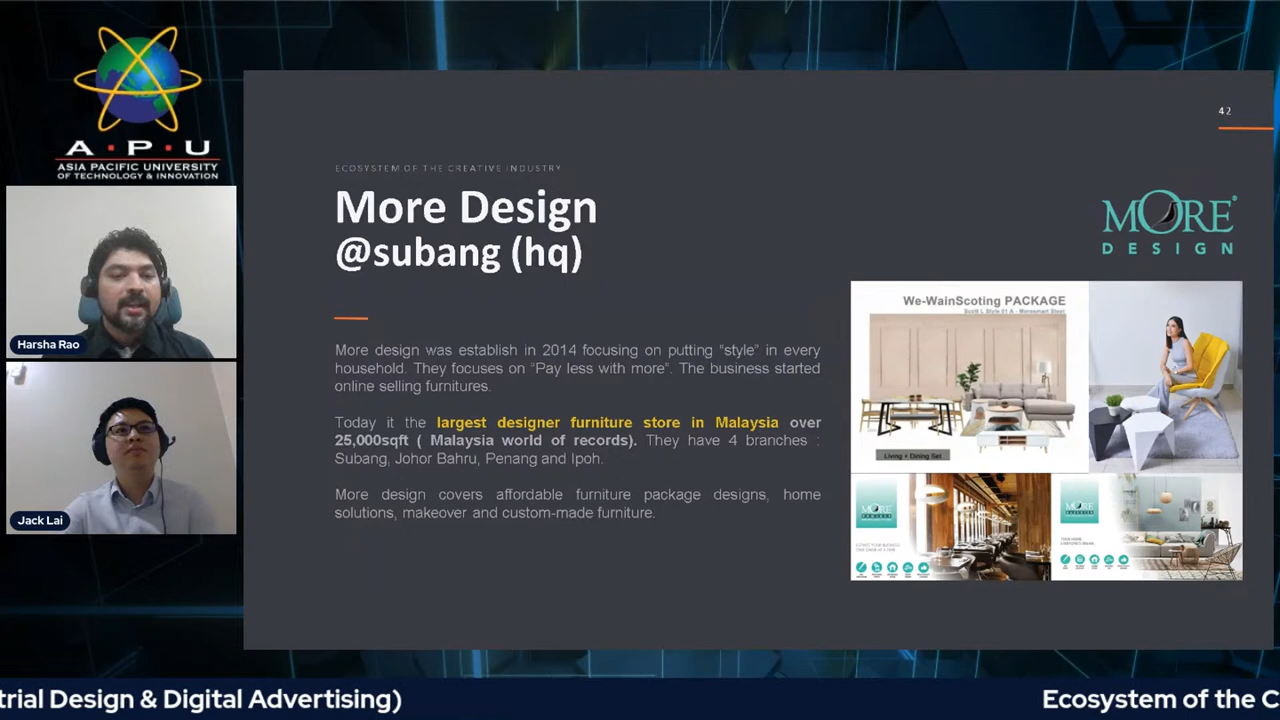 A·P·U
ASIA PACIFIC UNIVERSITY
OF TECHNOLOGY & INNOVATION
Harsha Rao
Jack Lai
42
ECOSYSTEM OF THE CREATIVE INDUSTRY
More Design
@subang (hq)
MORE
DESIGN
More design was establish in 2014 focusing on putting “style” in every
household. They focuses on “Pay less with more”. The business started
online selling furnitures.
Today it the largest designer furniture store in Malaysia over
25,000sqft ( Malaysia world of records). They have 4 branches :
Subang, Johor Bahru, Penang and Ipoh.
More design covers affordable furniture package designs, home
solutions, makeover and custom-made furniture.
We-WainScoting PACKAGE
Living + Dining Set
MORE
MORE
trial Design & Digital Advertising)
Ecosystem of the C